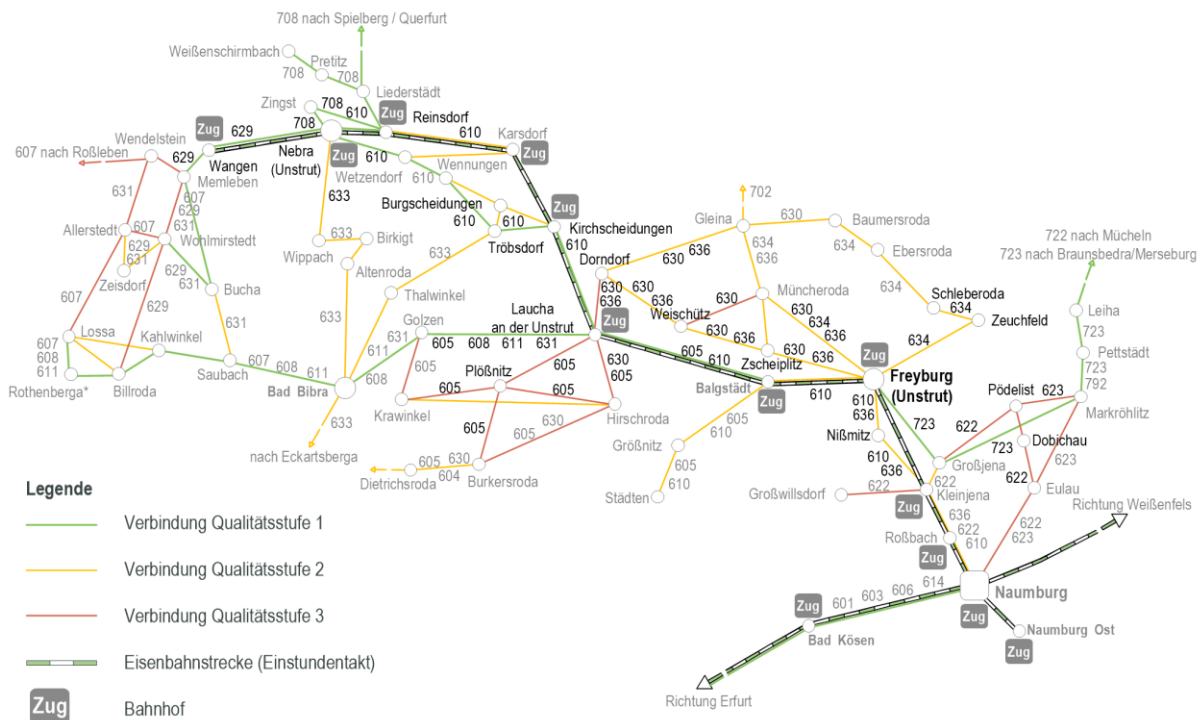 708 nach Spielberg / Querfurt
Weißenschirmbach
Pretitz
708
708
Liederstädt
Zingst
708
610
Zug
Reinsdorf
Wendelstein
Zug
629
708
610
Karsdorf
607 nach Roßleben
629
Wangen
Nebra
(Unstrut)
Zug
610
Wennungen
Zug
Memleben
Wetzendorf
610
631
607
629
631
633
Burgscheidungen
Zug
702
610
610
Kirchscheidungen
Gleina
630
Baumersroda
Allerstedt
607
Wohlmirstedt
633
Birkigt
Tröbsdorf
610
636
634
722 nach Mücheln
723 nach Braunsbedra/Merseburg
629
631
Wippach
Dorndorf
630
634
636
Ebersroda
Zeisdorf
629
631
Altenroda
630
636
630
636
Müncheroda
634
Bucha
Thalwinkel
Weischütz
630
630
634
636
Schleberoda
Leiha
607
629
633
Laucha
an der Unstrut
634
Zeuchfeld
Lossa
Kahlwinkel
631
Golzen
631
605
608
611
631
Zug
630
636
634
723
607
608
611
611
605
Zscheiplitz
Zug
Pettstädt
Saubach
607
608
611
608
Plößnitz
605
630
605
610
Freyburg
(Unstrut)
723
792
Rothenberga*
Billroda
Bad Bibra
605
605
605
Balgstädt
Zug
610
610
636
Pödelist
623
Markröhlitz
Krawinkel
Hirschroda
605
610
Nißmitz
723
622
633
605
605
630
Größnitz
610
636
723
Dobichau
nach Eckartsberga
605
604
630
605
610
Großjena
622
623
Dietrichsroda
Burkersroda
Städten
Großwillsdorf
622
622
Kleinjena
Eulau
Zug
636
622
610
Richtung Weißenfels
Roßbach
Zug
622
623
Legende
Verbindung Qualitätsstufe 1
Verbindung Qualitätsstufe 2
Verbindung Qualitätsstufe 3
Eisenbahnstrecke (Einstundentakt)
Zug
Bahnhof
601
603
606
614
Naumburg
Zug
Zug
Bad Kösen
Naumburg Ost
Zug
Richtung Erfurt